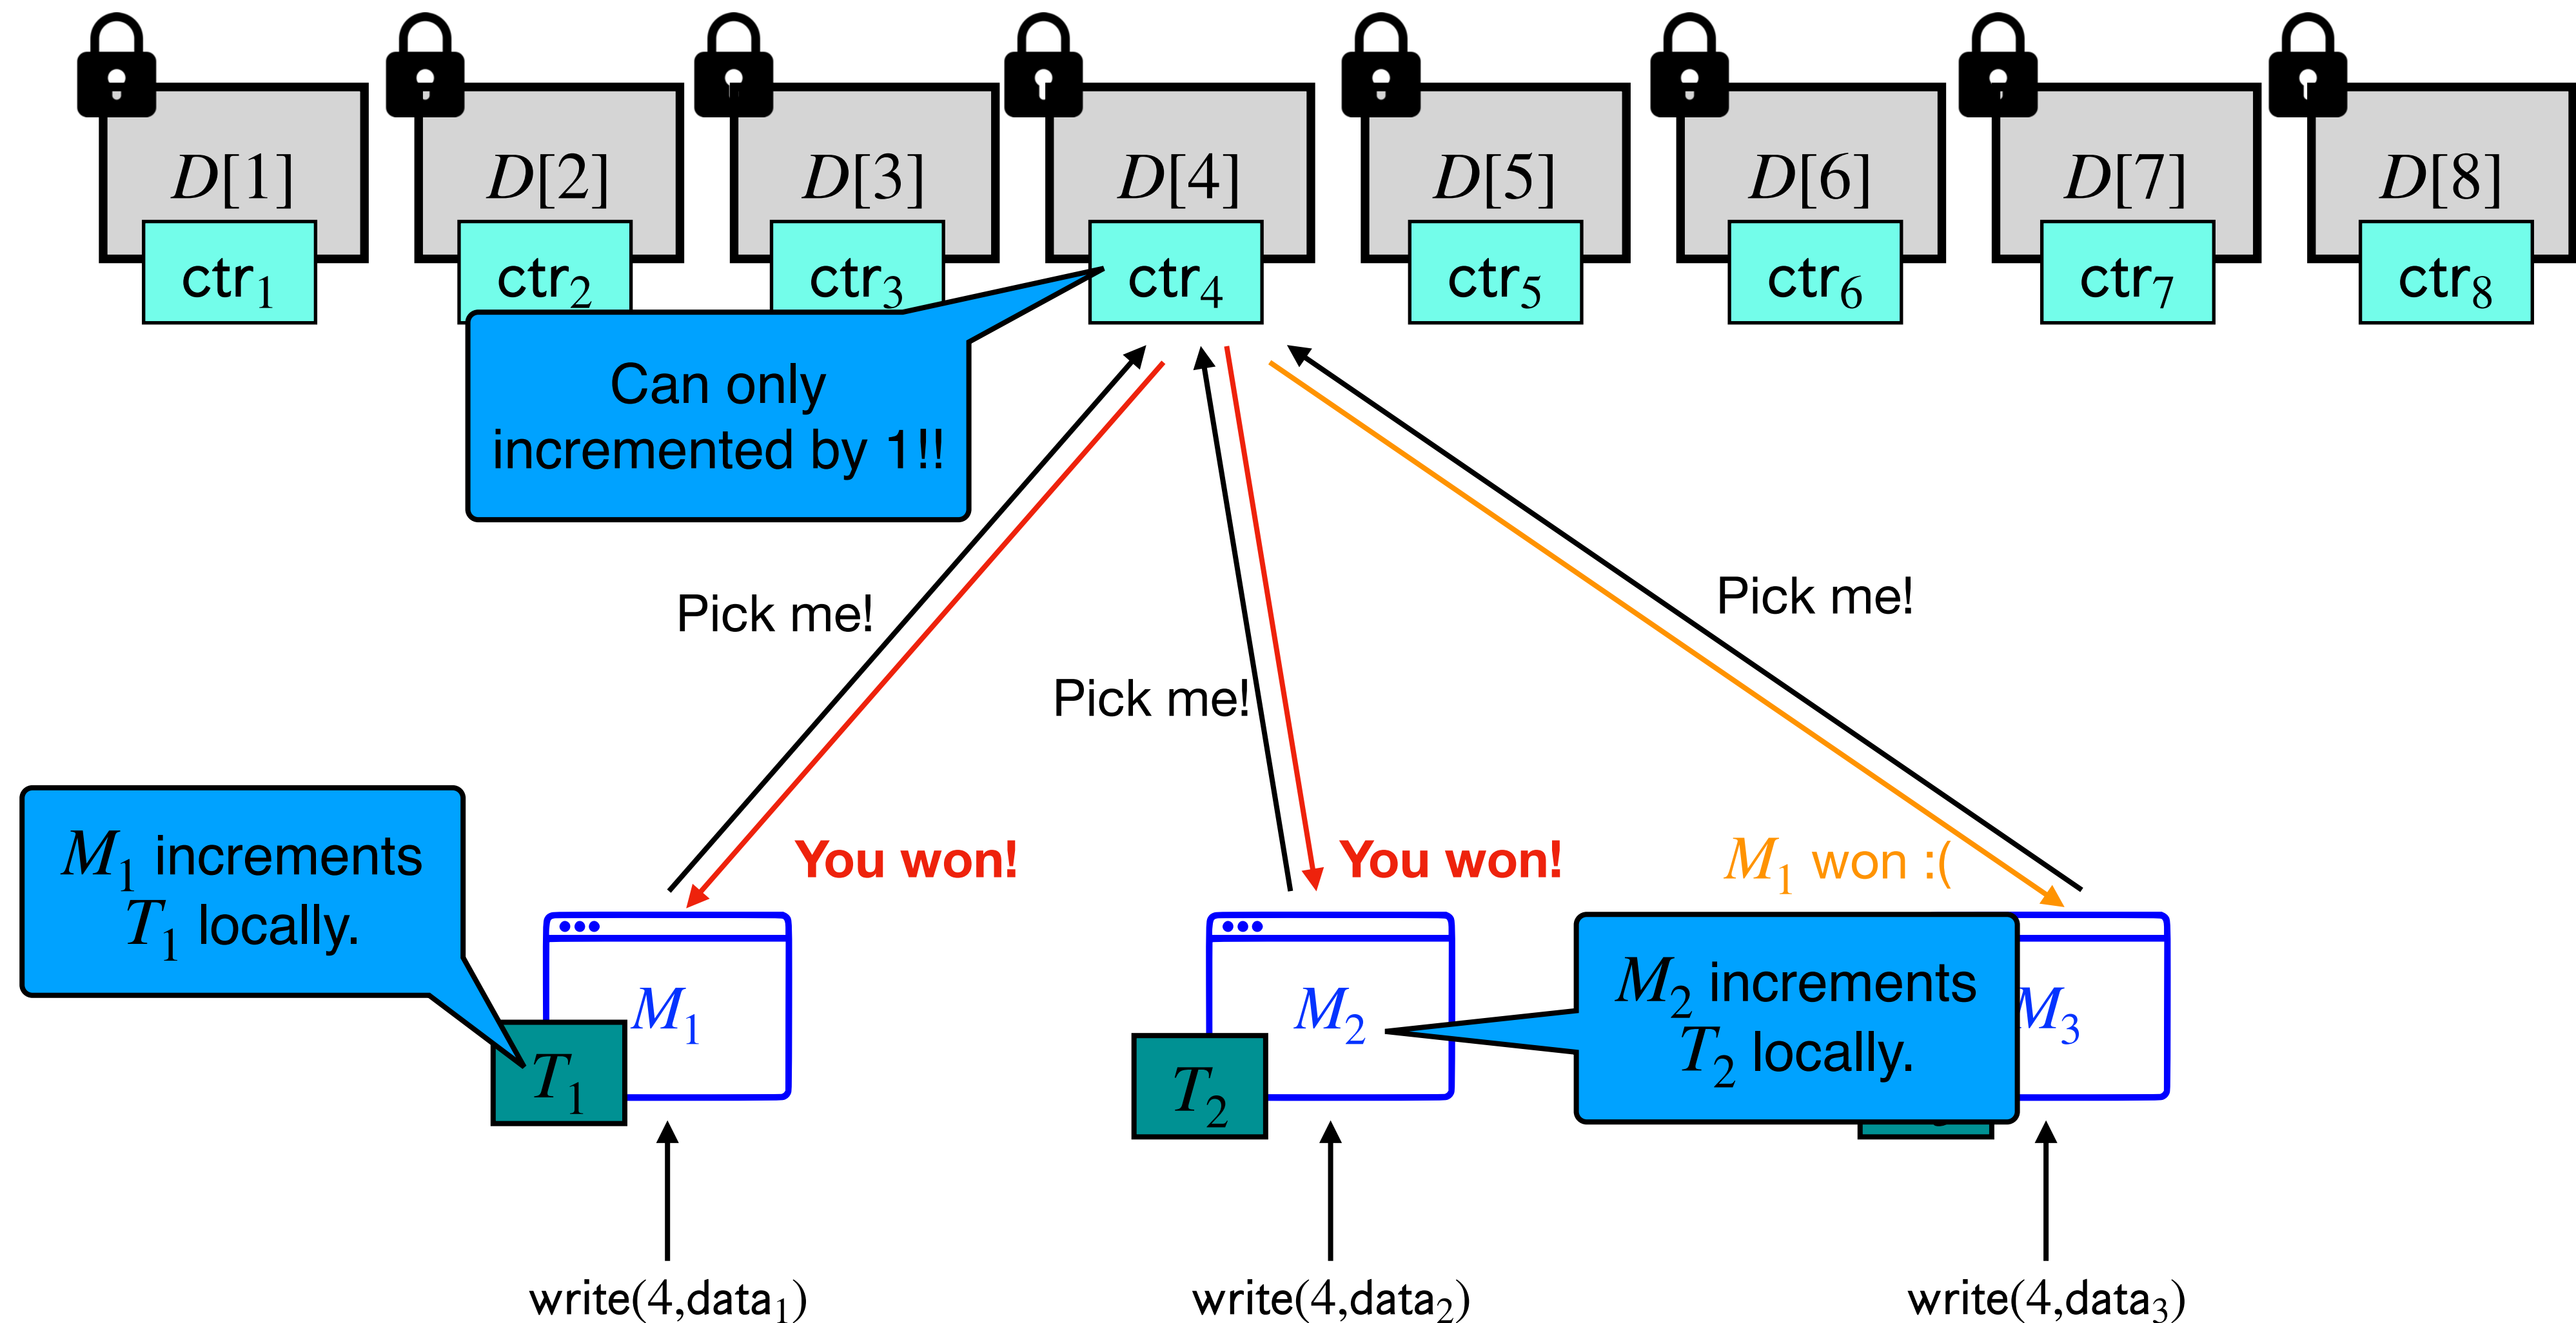 D[1] D[2] D[3] D[4] D[5] D[6] D[7] D[8]
ctr₁ ctr₂ ctr₃ ctr₄ ctr₅ ctr₆ ctr₇ ctr₈
Can only
incremented by 1!!
Pick me!
Pick me!
Pick me!
M₁ increments
T₁ locally.
You won!
You won!
M₁ won :(
M₁
T₁
M₂
T₂
M₂ increments
T₂ locally.
M₃
write(4,data₁) write(4,data₂) write(4,data₃)